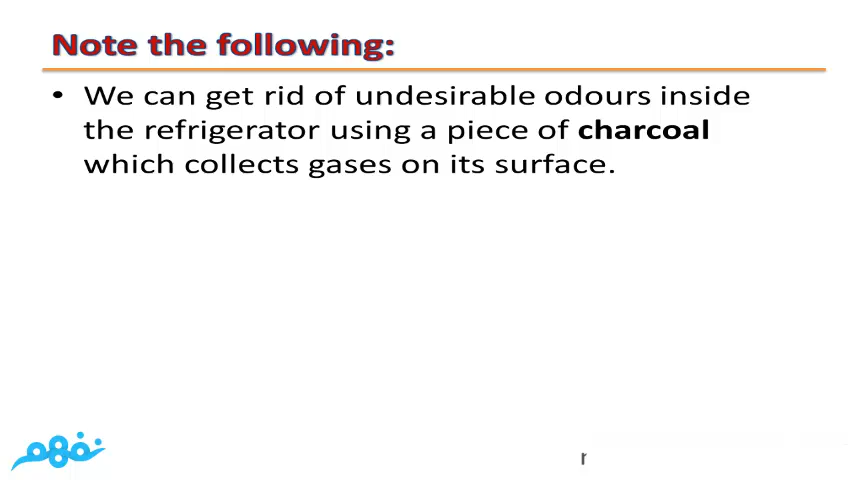 Note the following:
• We can get rid of undesirable odours inside
the refrigerator using a piece of charcoal
which collects gases on its surface.
نفهم
r